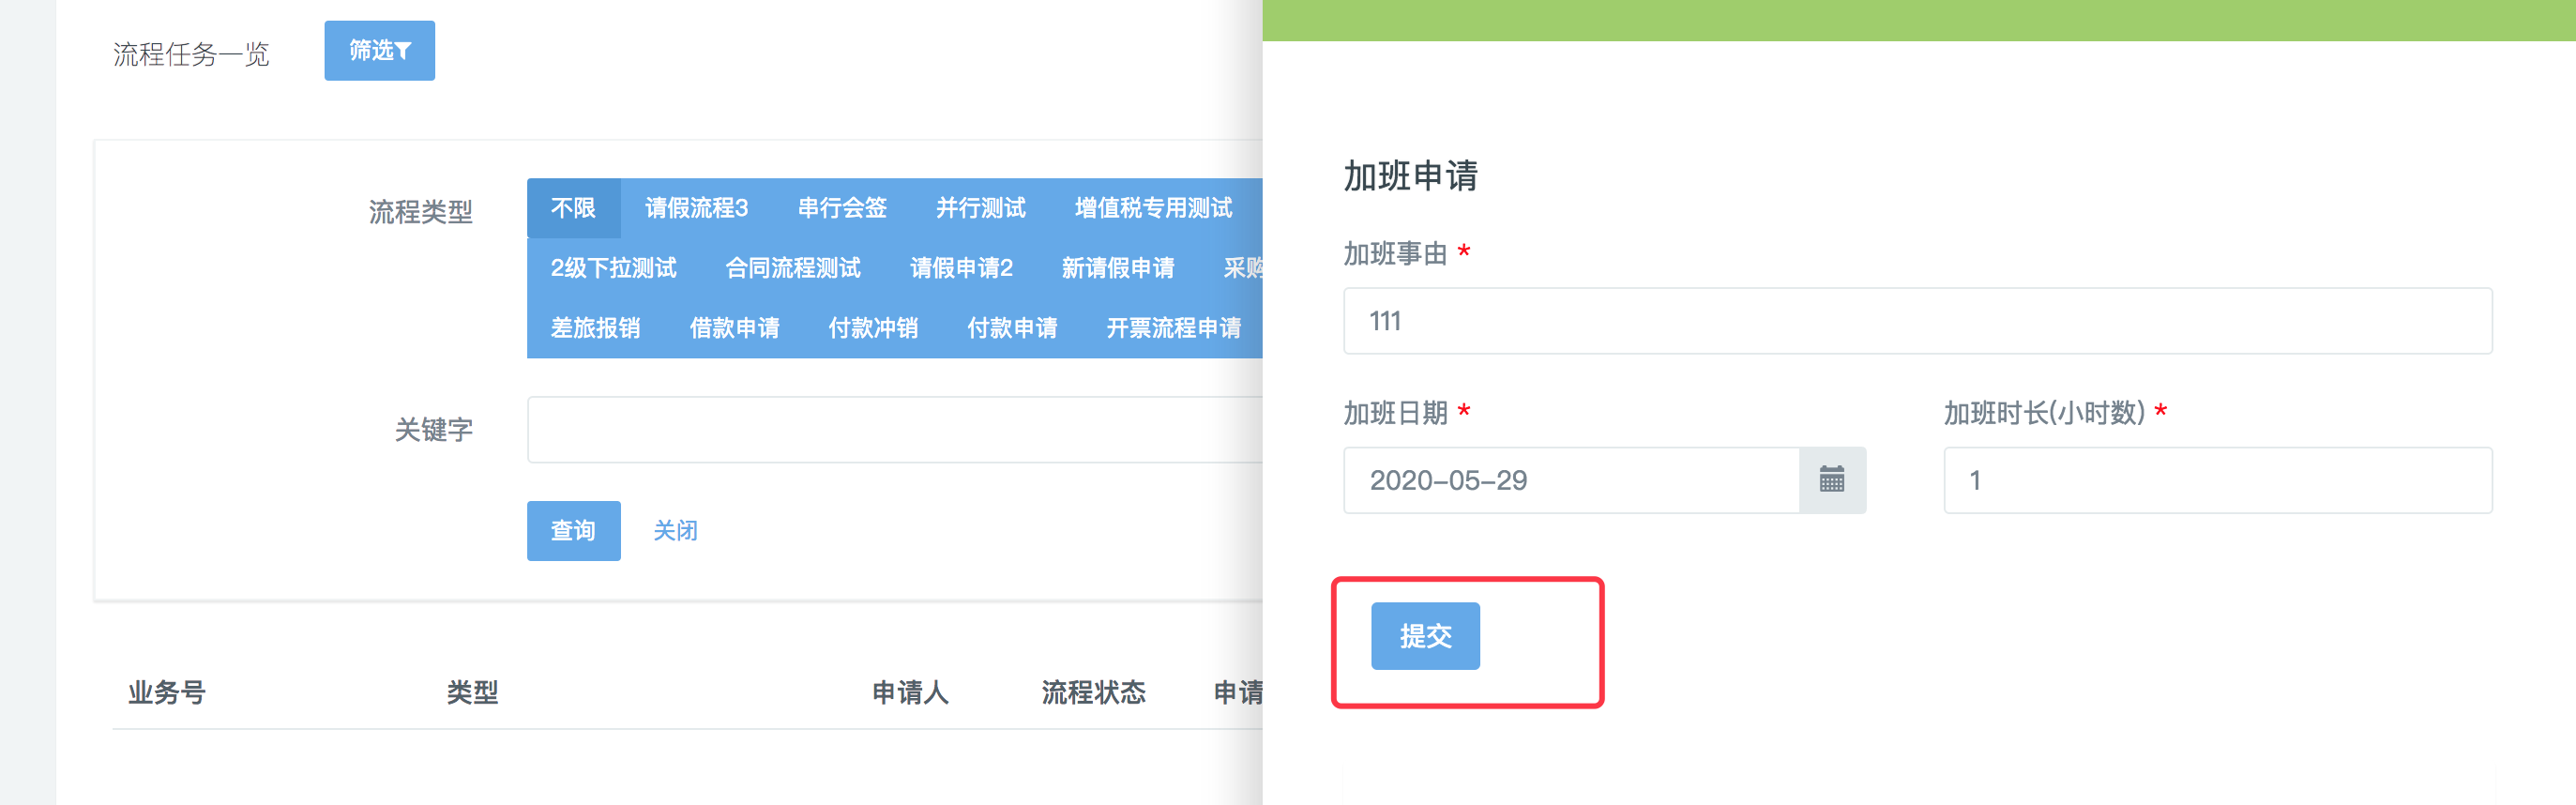 流程任务一览
筛选
流程类型
不限 请假流程3 串行会签 并行测试 增值税专用测试
2级下拉测试 合同流程测试 请假申请2 新请假申请 采购
差旅报销 借款申请 付款冲销 付款申请 开票流程申请
关键字
查询 关闭
业务号 类型 申请人 流程状态 申请
加班申请
加班事由 *
111
加班日期 * 加班时长(小时数) *
2020-05-29 1
提交